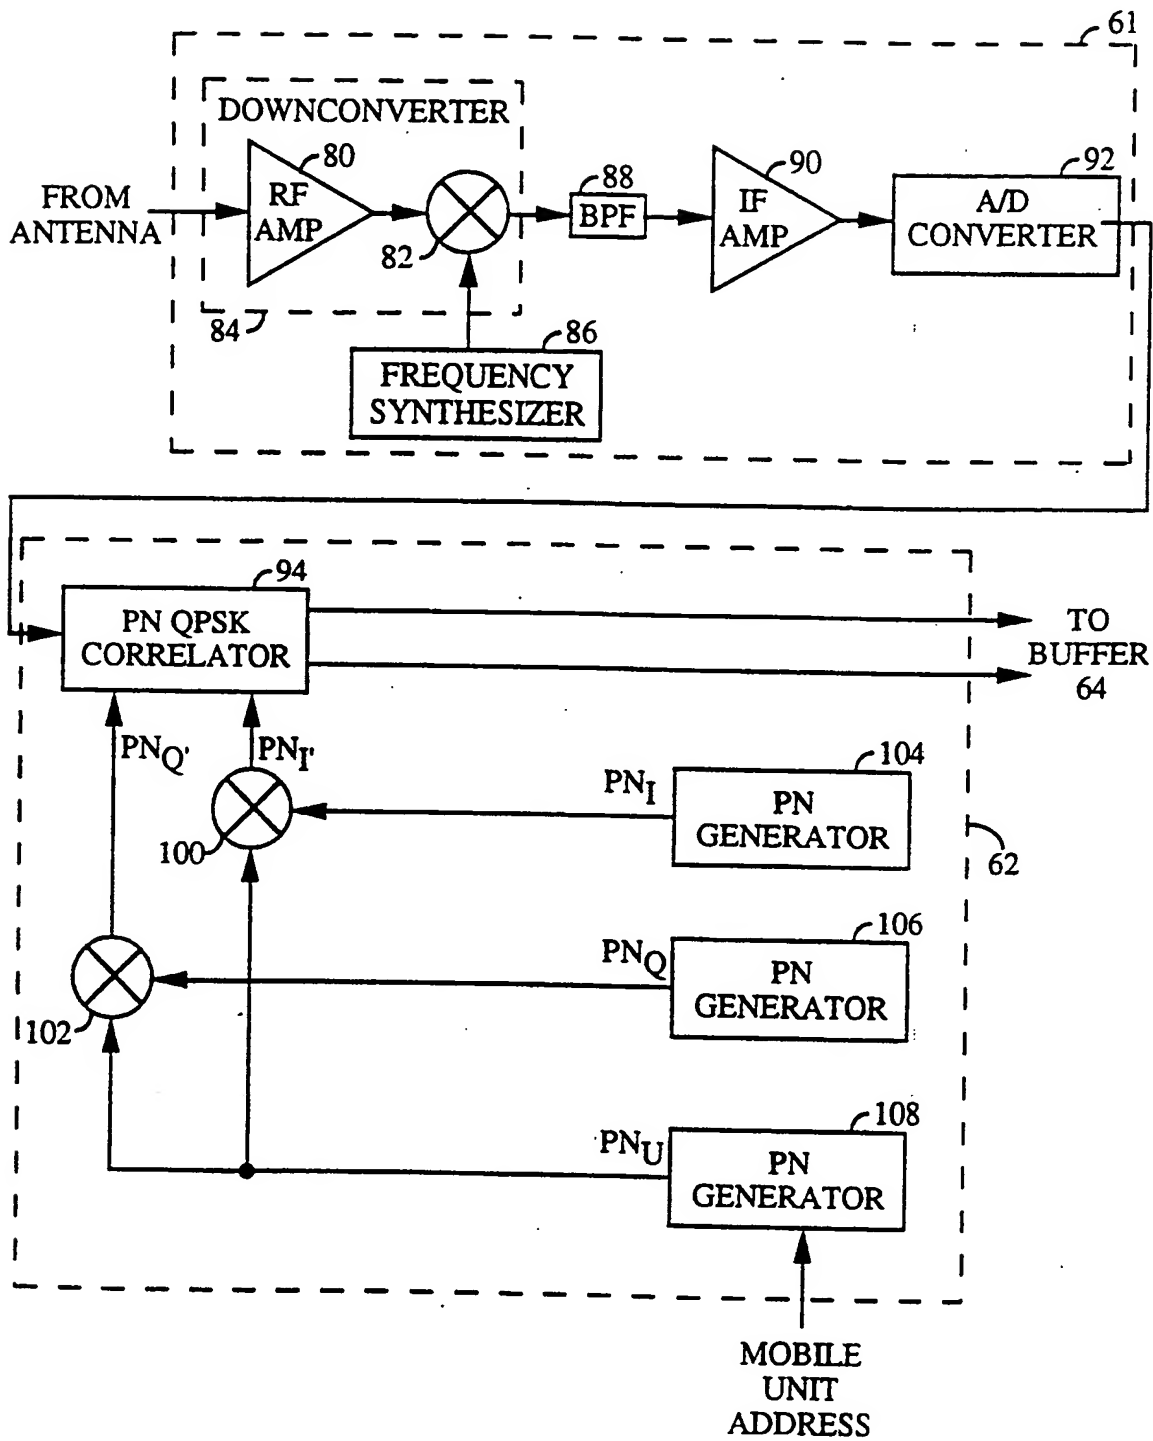 61
DOWNCONVERTER
80
90
92
FROM
ANTENNA
RF
AMP
82
88
BPF
IF
AMP
A/D
CONVERTER
84
86
FREQUENCY
SYNTHESIZER
94
PN QPSK
CORRELATOR
TO
BUFFER
64
PNQ'
PNI'
104
PNI
PN
GENERATOR
100
62
106
PNQ
PN
GENERATOR
102
108
PNU
PN
GENERATOR
MOBILE
UNIT
ADDRESS